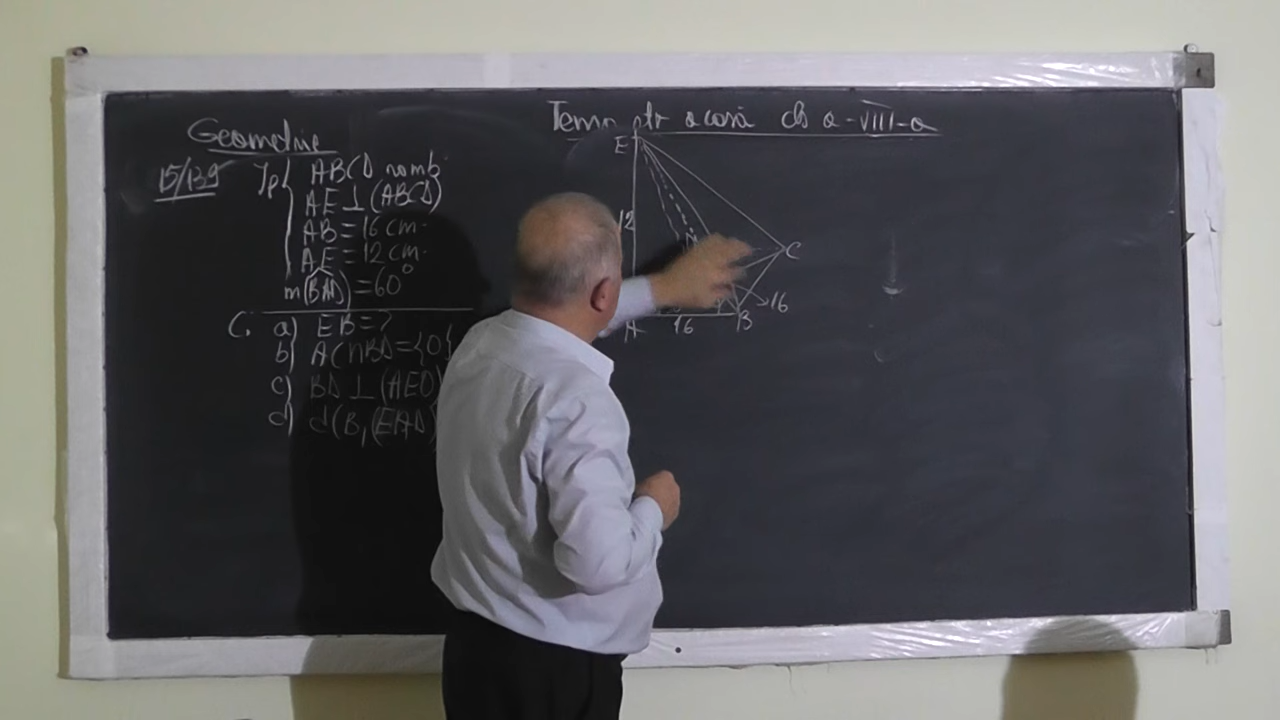 Geometrie
Tema ptr acasă cls a-VIII-a
15/139
Ip ABCD romb
AE ⊥ (ABCD)
AB = 16 cm
AE = 12 cm
m(BAD) = 60°
C. a) EB = ?
b) AC ∩ BD = {O}
c) BD ⊥ (AEO)
d) d(B, (EAD)
E
12
C
16
A
16
B